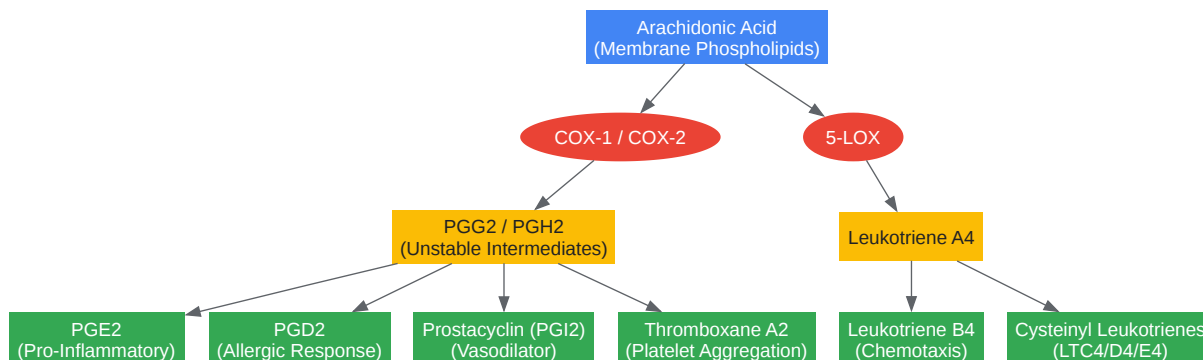 Arachidonic Acid
(Membrane Phospholipids)
COX-1 / COX-2
5-LOX
PGG2 / PGH2
(Unstable Intermediates)
Leukotriene A4
PGE2
(Pro-Inflammatory)
PGD2
(Allergic Response)
Prostacyclin (PGI2)
(Vasodilator)
Thromboxane A2
(Platelet Aggregation)
Leukotriene B4
(Chemotaxis)
Cysteinyl Leukotrienes
(LTC4/D4/E4)